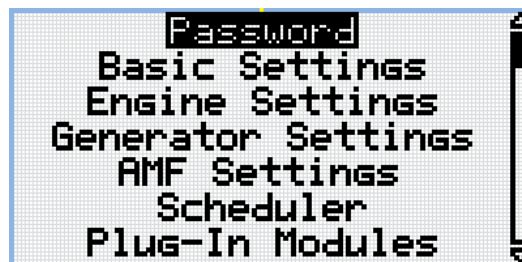 Password
Basic Settings
Engine Settings
Generator Settings
AMF Settings
Scheduler
Plug-In Modules